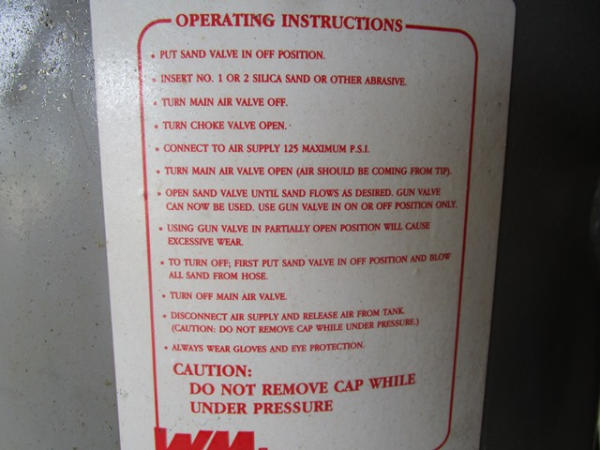 OPERATING INSTRUCTIONS
• PUT SAND VALVE IN OFF POSITION.
• INSERT NO. 1 OR 2 SILICA SAND OR OTHER ABRASIVE.
• TURN MAIN AIR VALVE OFF.
• TURN CHOKE VALVE OPEN.
• CONNECT TO AIR SUPPLY 125 MAXIMUM P.S.I.
• TURN MAIN AIR VALVE OPEN (AIR SHOULD BE COMING FROM TIP).
• OPEN SAND VALVE UNTIL SAND FLOWS AS DESIRED. GUN VALVE
CAN NOW BE USED. USE GUN VALVE IN ON OR OFF POSITION ONLY.
• USING GUN VALVE IN PARTIALLY OPEN POSITION WILL CAUSE
EXCESSIVE WEAR.
• TO TURN OFF; FIRST PUT SAND VALVE IN OFF POSITION AND BLOW
ALL SAND FROM HOSE.
• TURN OFF MAIN AIR VALVE.
• DISCONNECT AIR SUPPLY AND RELEASE AIR FROM TANK.
(CAUTION: DO NOT REMOVE CAP WHILE UNDER PRESSURE.)
• ALWAYS WEAR GLOVES AND EYE PROTECTION.
CAUTION:
DO NOT REMOVE CAP WHILE
UNDER PRESSURE
WM.